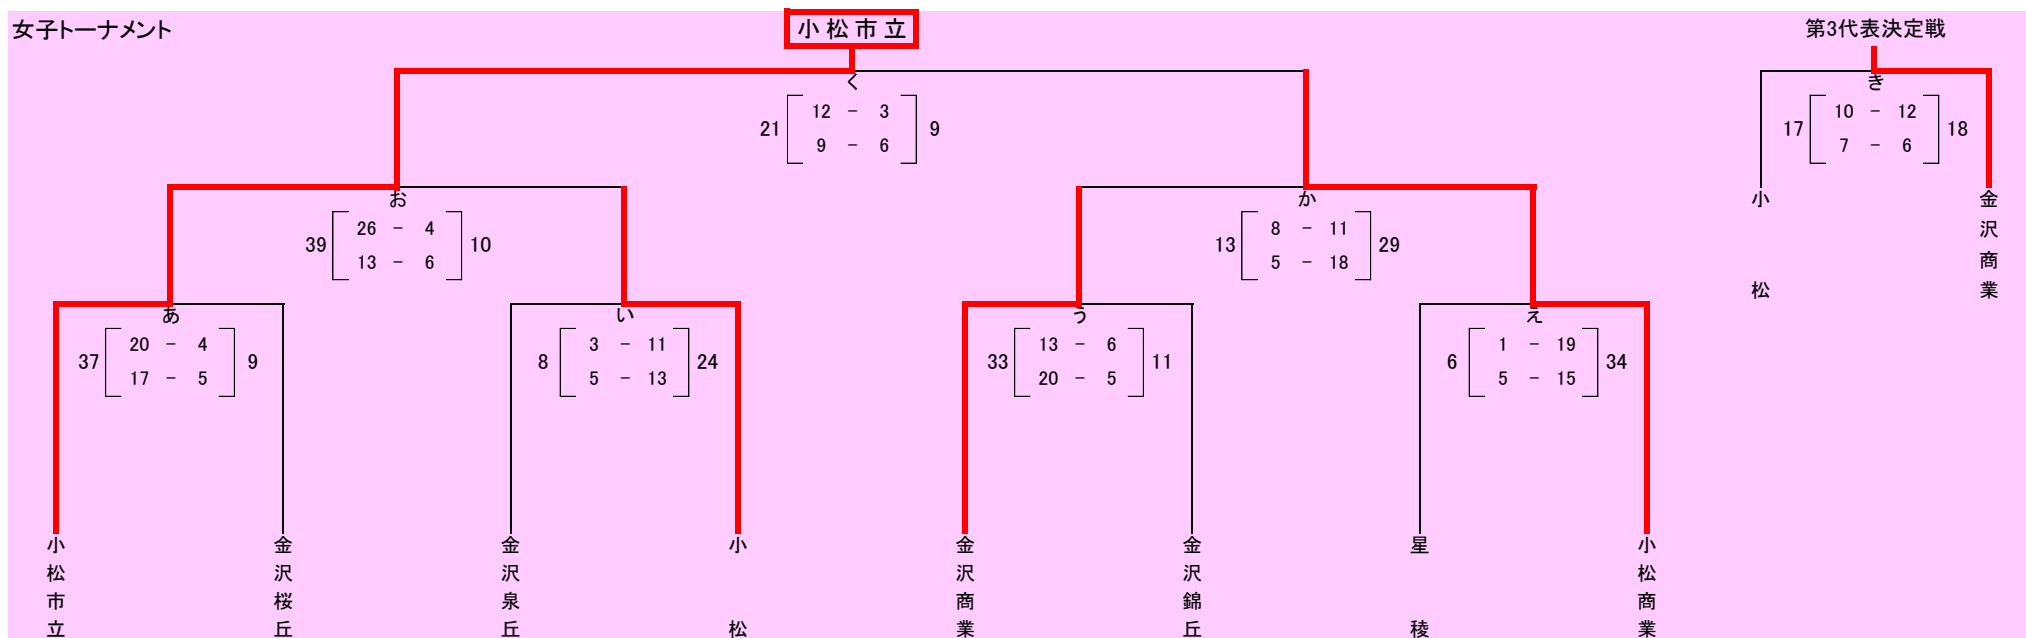 女子トーナメント
小松市立
第3代表決定戦
く
21 12 - 3 9
9 - 6
き
17 10 - 12 18
7 - 6
小松
金沢商業
お
39 26 - 4 10
13 - 6
か
13 8 - 11 29
5 - 18
あ
37 20 - 4 9
17 - 5
い
8 3 - 11 24
5 - 13
う
33 13 - 6 11
20 - 5
え
6 1 - 19 34
5 - 15
小松市立
金沢桜丘
金沢泉丘
小松
金沢商業
金沢錦丘
星稜
小松商業